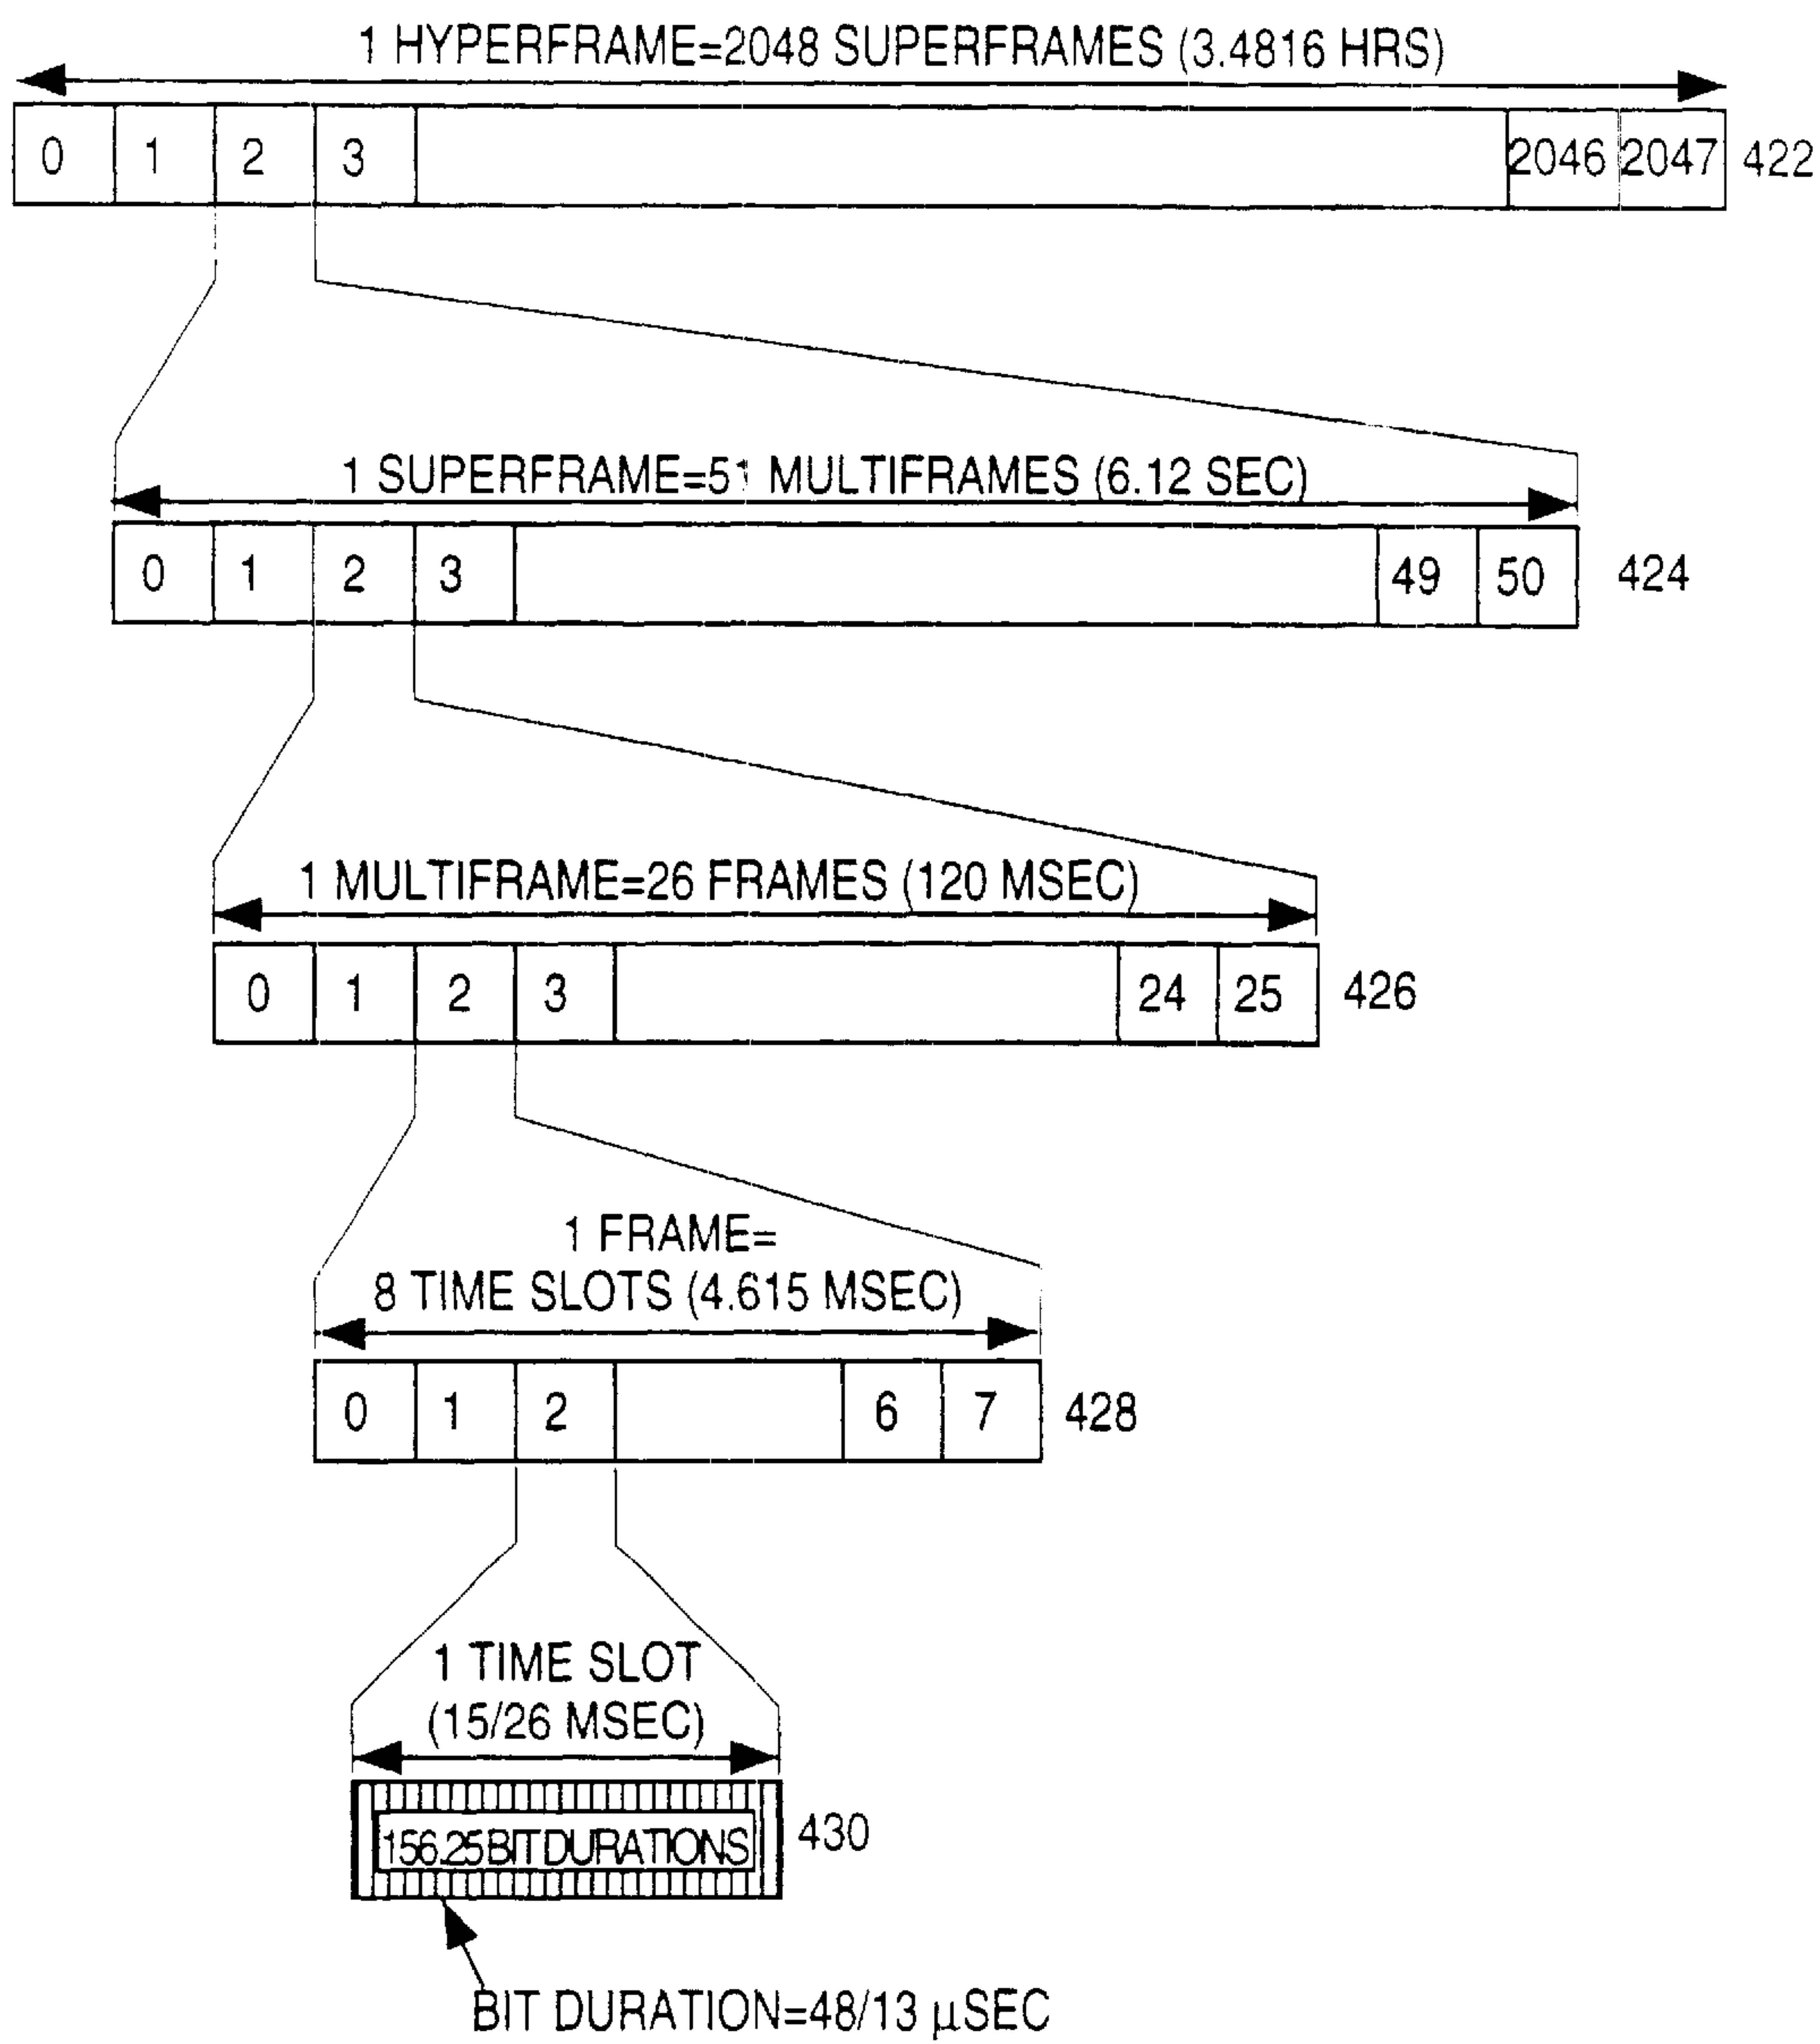 1 HYPERFRAME=2048 SUPERFRAMES (3.4816 HRS)
0 1 2 3 2046 2047 422
1 SUPERFRAME=51 MULTIFRAMES (6.12 SEC)
0 1 2 3 49 50 424
1 MULTIFRAME=26 FRAMES (120 MSEC)
0 1 2 3 24 25 426
1 FRAME=
8 TIME SLOTS (4.615 MSEC)
0 1 2 6 7 428
1 TIME SLOT
(15/26 MSEC)
156.25 BIT DURATIONS 430
BIT DURATION=48/13 µSEC